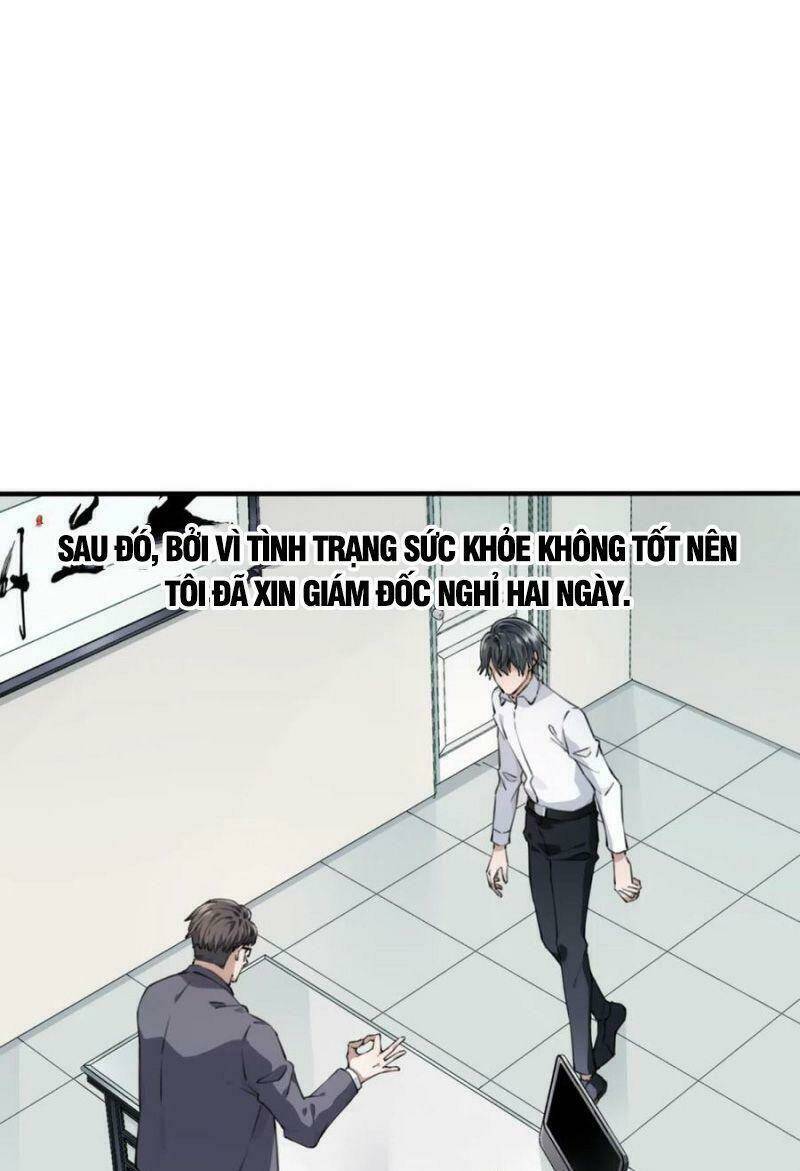 SAU ĐÓ, BỞI VÌ TÌNH TRẠNG SỨC KHỎE KHÔNG TỐT NÊN
TÔI ĐÃ XIN GIÁM ĐỐC NGHỈ HAI NGÀY.